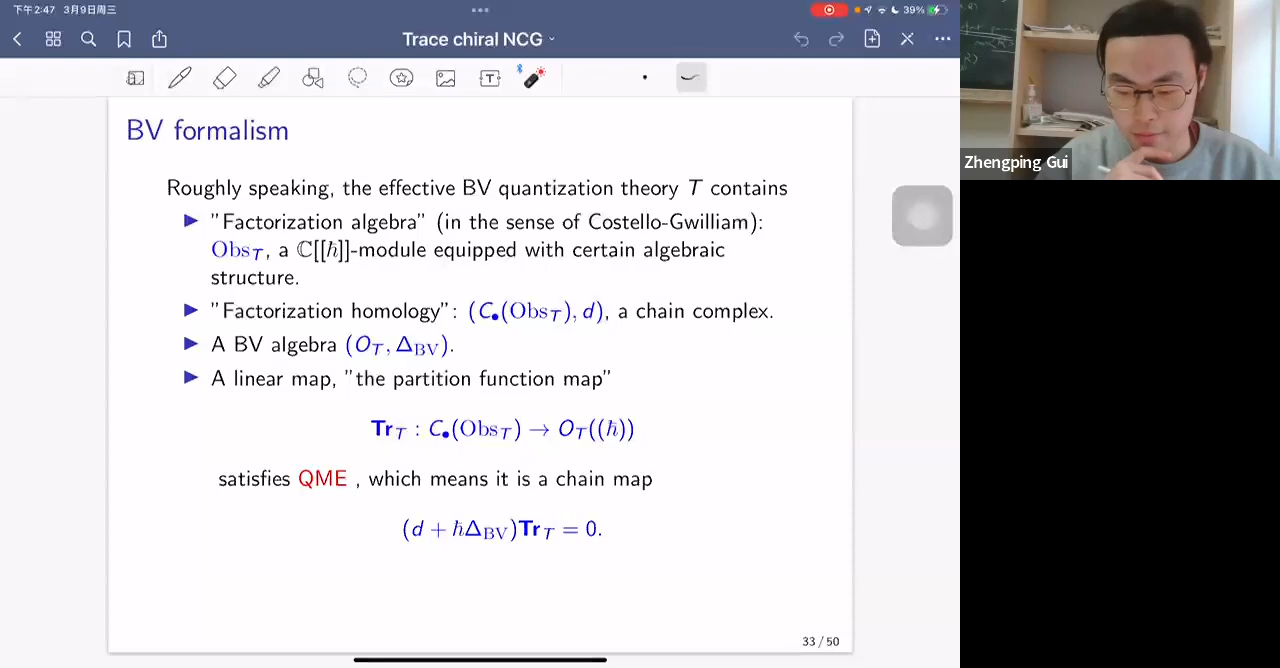 下午2:47 3月9日周三
39%
Trace chiral NCG
BV formalism
Roughly speaking, the effective BV quantization theory T contains
"Factorization algebra" (in the sense of Costello-Gwilliam):
Obs_T, a ℂ[[ℏ]]-module equipped with certain algebraic
structure.
"Factorization homology": (C_•(Obs_T), d), a chain complex.
A BV algebra (O_T, Δ_BV).
A linear map, "the partition function map"
Tr_T : C_•(Obs_T) → O_T((ℏ))
satisfies QME , which means it is a chain map
(d + ℏΔ_BV)Tr_T = 0.
33 / 50
Zhengping Gui